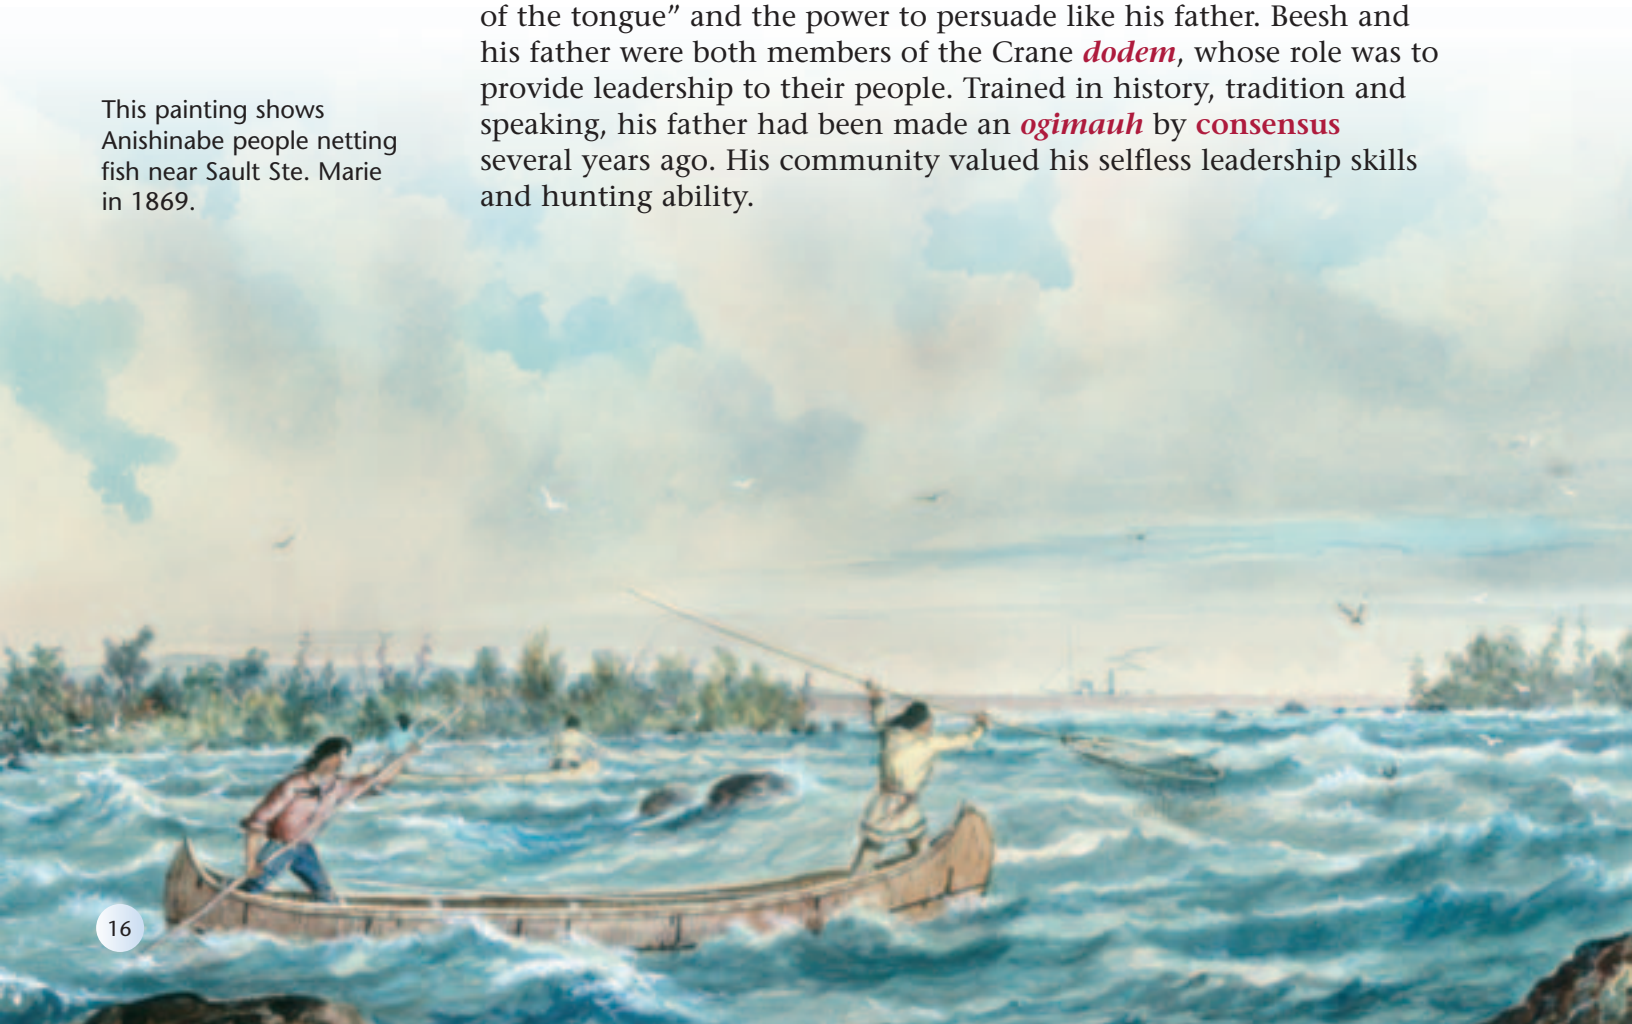 of the tongue” and the power to persuade like his father. Beesh and
his father were both members of the Crane dodem, whose role was to
provide leadership to their people. Trained in history, tradition and
speaking, his father had been made an ogimauh by consensus
several years ago. His community valued his selfless leadership skills
and hunting ability.
This painting shows
Anishinabe people netting
fish near Sault Ste. Marie
in 1869.
16